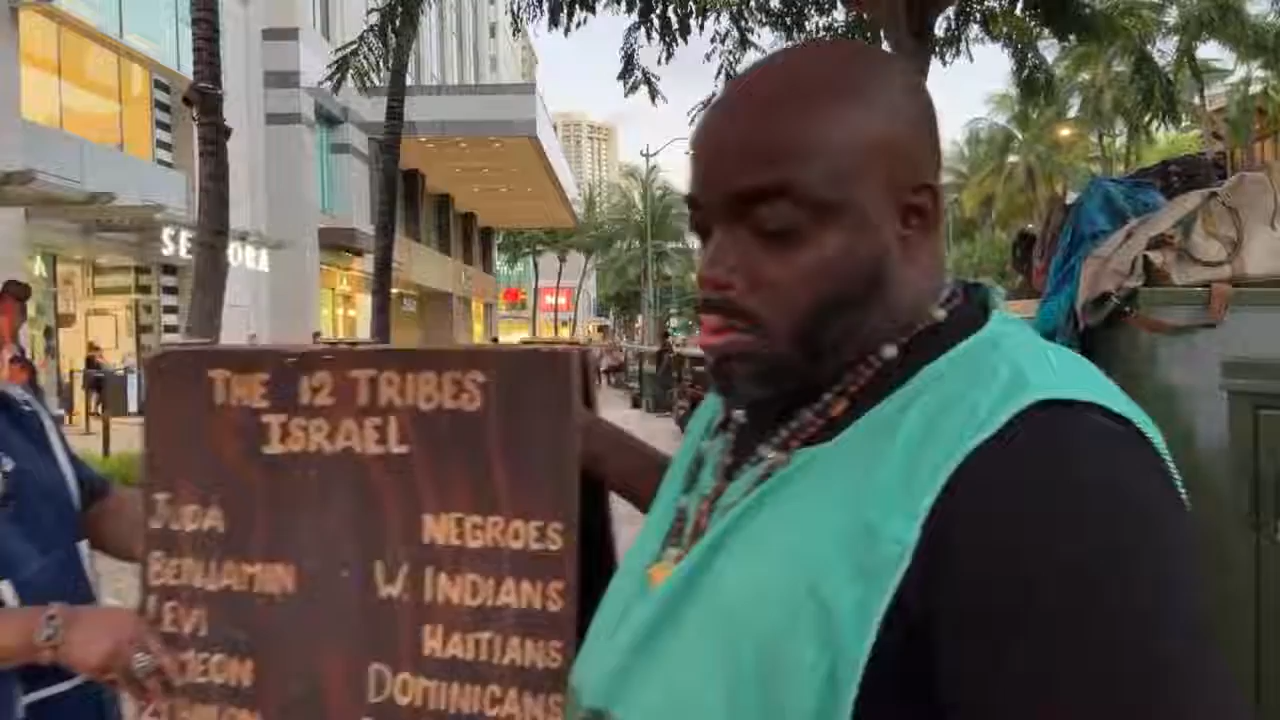 SEPHORA
THE 12 TRIBES
ISRAEL
JUDA NEGROES
BENJAMIN W. INDIANS
LEVI HAITIANS
DOMINICANS